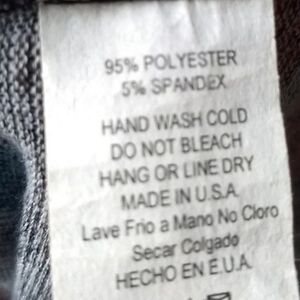 95% POLYESTER
5% SPANDEX
HAND WASH COLD
DO NOT BLEACH
HANG OR LINE DRY
MADE IN U.S.A.
Lave Frio a Mano No Cloro
Secar Colgado
HECHO EN E.U.A.